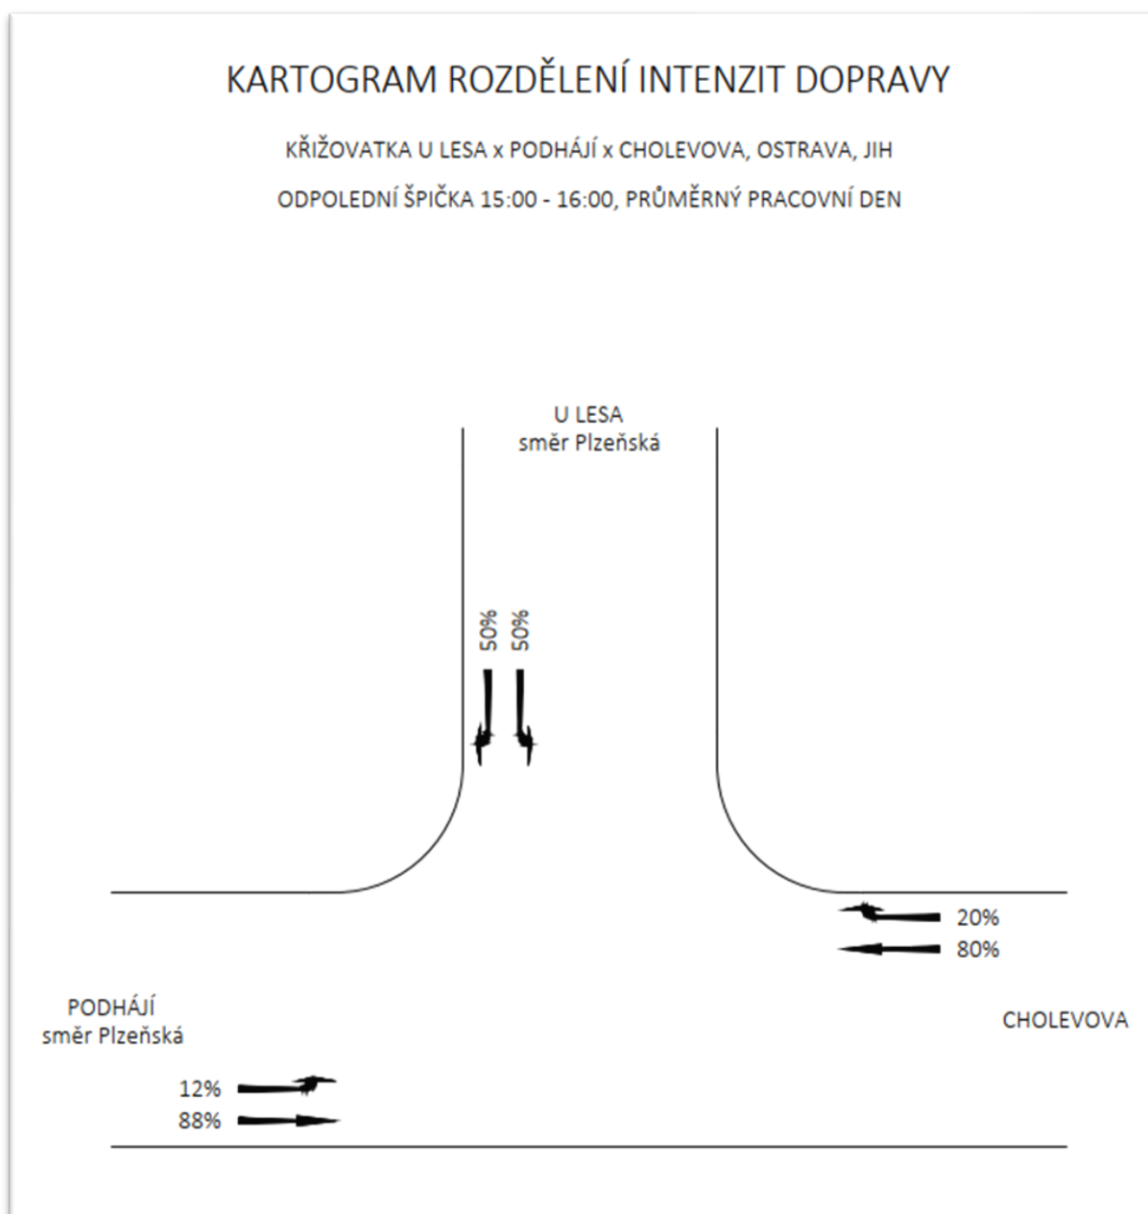 KARTOGRAM ROZDĚLENÍ INTENZIT DOPRAVY
KŘIŽOVATKA U LESA x PODHÁJÍ x CHOLEVOVA, OSTRAVA, JIH
ODPOLEDNÍ ŠPIČKA 15:00 - 16:00, PRŮMĚRNÝ PRACOVNÍ DEN
U LESA
směr Plzeňská
50%
50%
20%
80%
PODHÁJÍ
směr Plzeňská
CHOLEVOVA
12%
88%